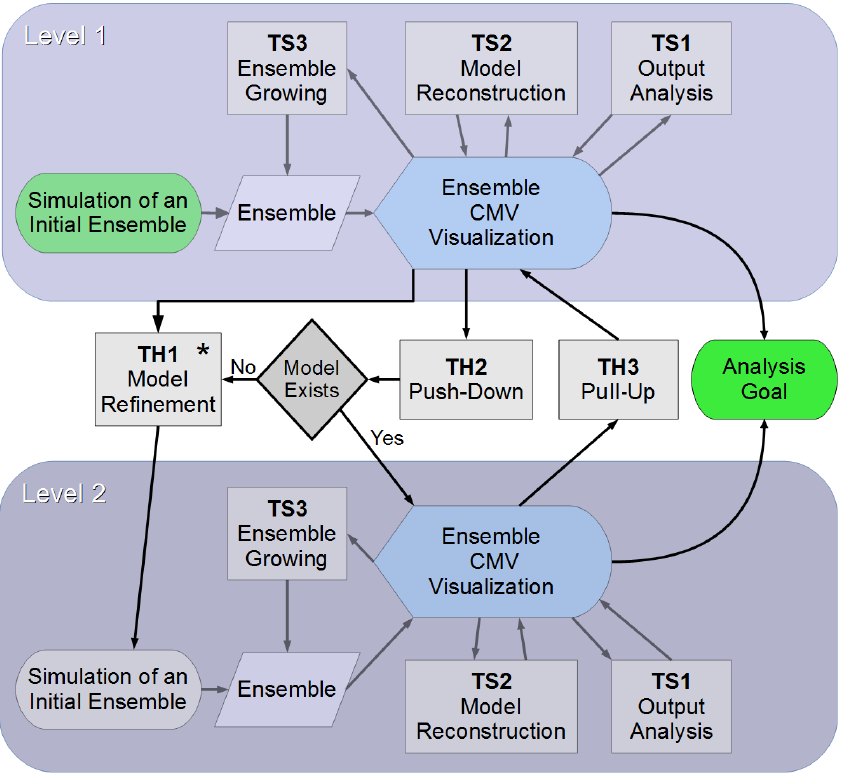 Level 1
TS3
Ensemble
Growing
TS2
Model
Reconstruction
TS1
Output
Analysis
Simulation of an
Initial Ensemble
Ensemble
Ensemble
CMV
Visualization
TH1 *
Model
Refinement
No
Model
Exists
Yes
TH2
Push-Down
TH3
Pull-Up
Analysis
Goal
Level 2
TS3
Ensemble
Growing
Ensemble
CMV
Visualization
Simulation of an
Initial Ensemble
Ensemble
TS2
Model
Reconstruction
TS1
Output
Analysis